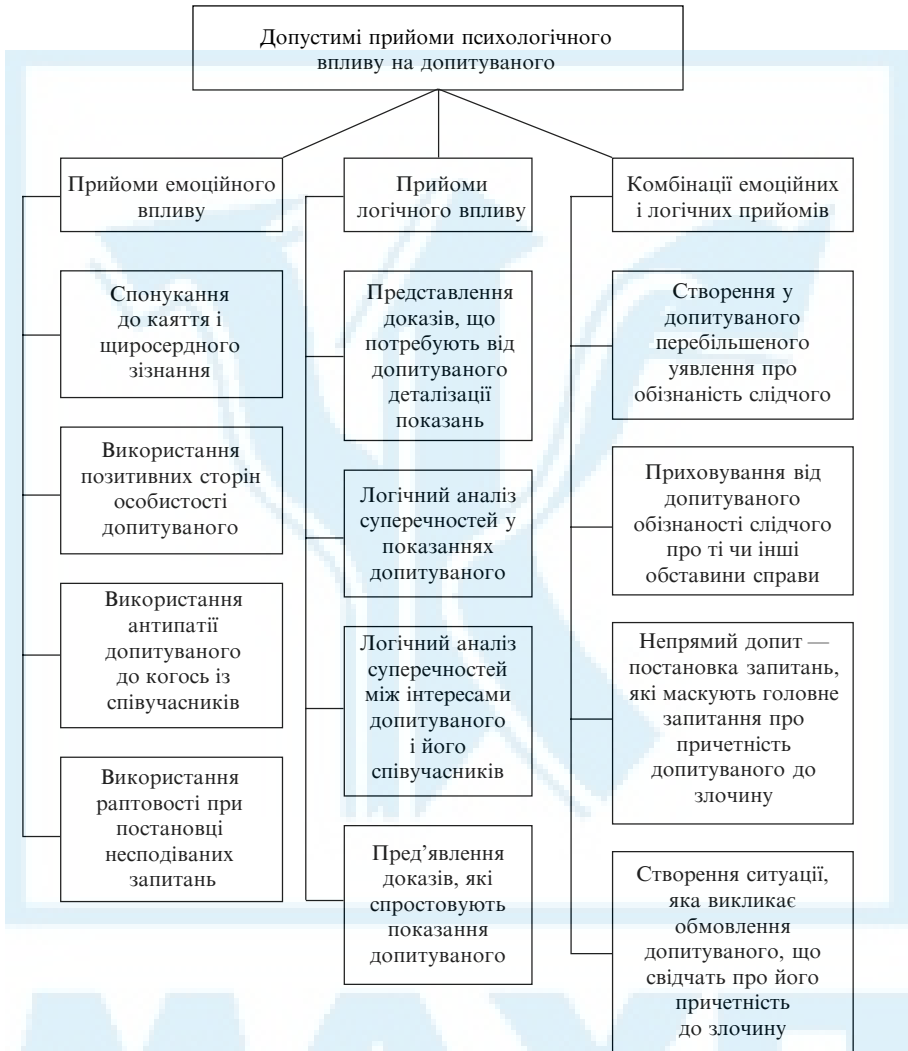 Допустимі прийоми психологічного
впливу на допитуваного
Прийоми емоційного
впливу
Спонукання
до каяття і
щиросердного
зізнання
Використання
позитивних сторін
особистості
допитуваного
Використання
антипатії
допитуваного
до когось із
співучасників
Використання
раптовості при
постановці
несподіваних
запитань
Прийоми
логічного впливу
Представлення
доказів, що
потребують від
допитуваного
деталізації
показань
Логічний аналіз
суперечностей у
показаннях
допитуваного
Логічний аналіз
суперечностей
між інтересами
допитуваного
і його
співучасників
Пред’явлення
доказів, які
спростовують
показання
допитуваного
Комбінації емоційних
і логічних прийомів
Створення у
допитуваного
перебільшеного
уявлення про
обізнаність слідчого
Приховування від
допитуваного
обізнаності слідчого
про ті чи інші
обставини справи
Непрямий допит —
постановка запитань,
які маскують головне
запитання про
причетність
допитуваного до
злочину
Створення ситуації,
яка викликає
обмовлення
допитуваного, що
свідчать про його
причетність
до злочину